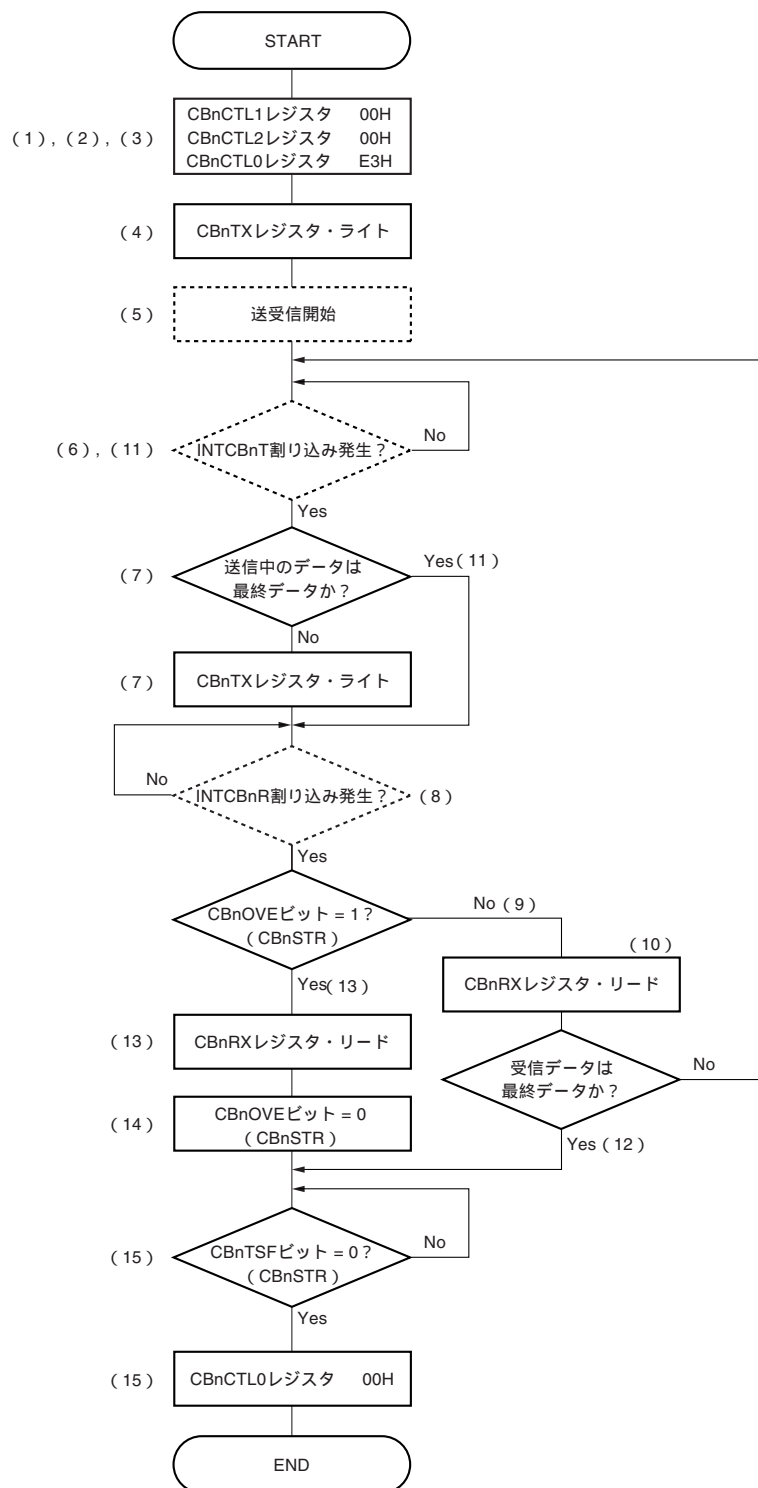 START
CBnCTL1レジスタ　00H
（1）,（2）,（3）
CBnCTL2レジスタ　00H
CBnCTL0レジスタ　E3H
（4）
CBnTXレジスタ・ライト
（5）
送受信開始
（6）,（11）
INTCBnT割り込み発生？
No
Yes
（7）
送信中のデータは
最終データか？
Yes（11）
No
（7）
CBnTXレジスタ・ライト
No
INTCBnR割り込み発生？
（8）
Yes
CBnOVEビット = 1？
（CBnSTR）
No（9）
（10）
CBnRXレジスタ・リード
Yes（13）
（13）
CBnRXレジスタ・リード
受信データは
最終データか？
No
（14）
CBnOVEビット = 0
（CBnSTR）
Yes（12）
（15）
CBnTSFビット = 0？
（CBnSTR）
No
Yes
（15）
CBnCTL0レジスタ　00H
END